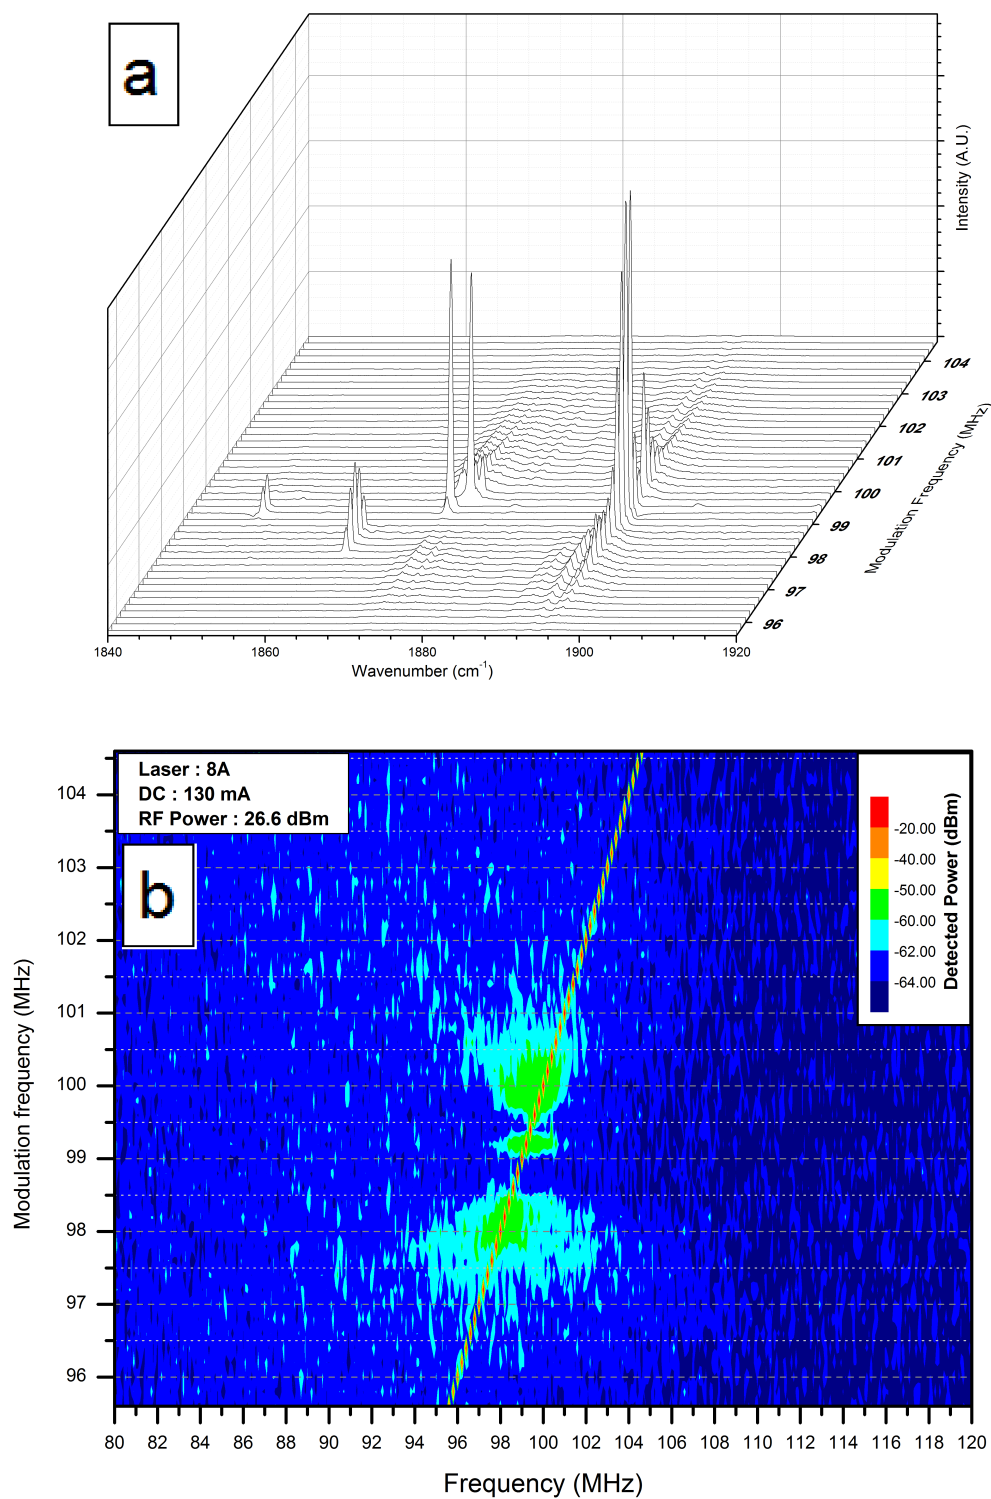 a
Intensity (A.U.)
104
103
102
101
100
99
98
97
96
Modulation Frequency (MHz)
1840 1860 1880 1900 1920
Wavenumber (cm⁻¹)
Laser : 8A
DC : 130 mA
RF Power : 26.6 dBm
b
-20.00
-40.00
-50.00
-60.00
-62.00
-64.00
Detected Power (dBm)
104
103
102
101
100
99
98
97
96
Modulation frequency (MHz)
80 82 84 86 88 90 92 94 96 98 100 102 104 106 108 110 112 114 116 118 120
Frequency (MHz)